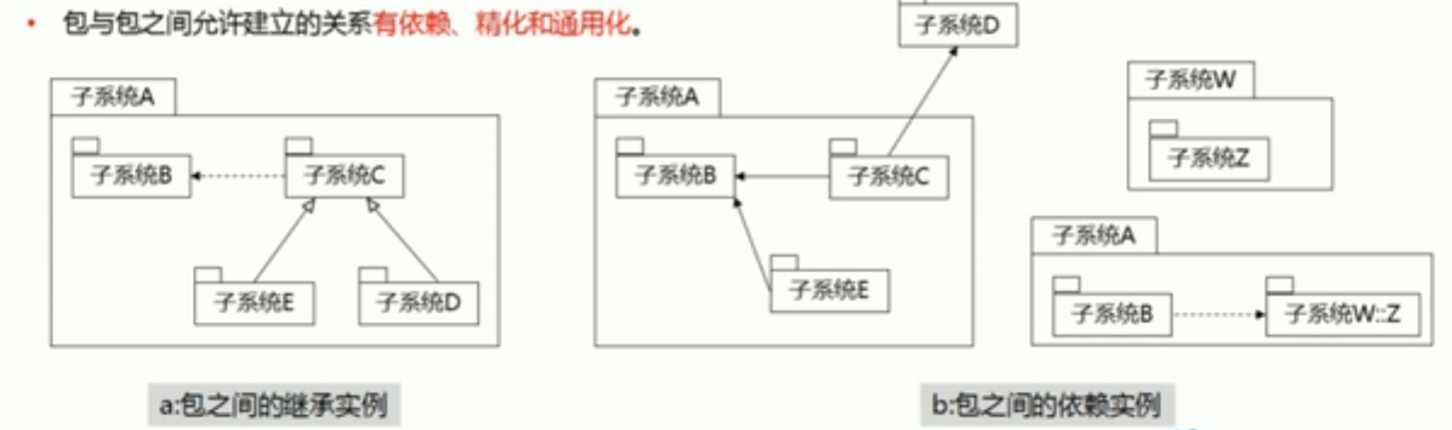 • 包与包之间允许建立的关系有依赖、精化和通用化。
子系统A
子系统B
子系统C
子系统E
子系统D
a:包之间的继承实例
子系统D
子系统A
子系统B
子系统C
子系统E
子系统W
子系统Z
子系统A
子系统B
子系统W::Z
b:包之间的依赖实例